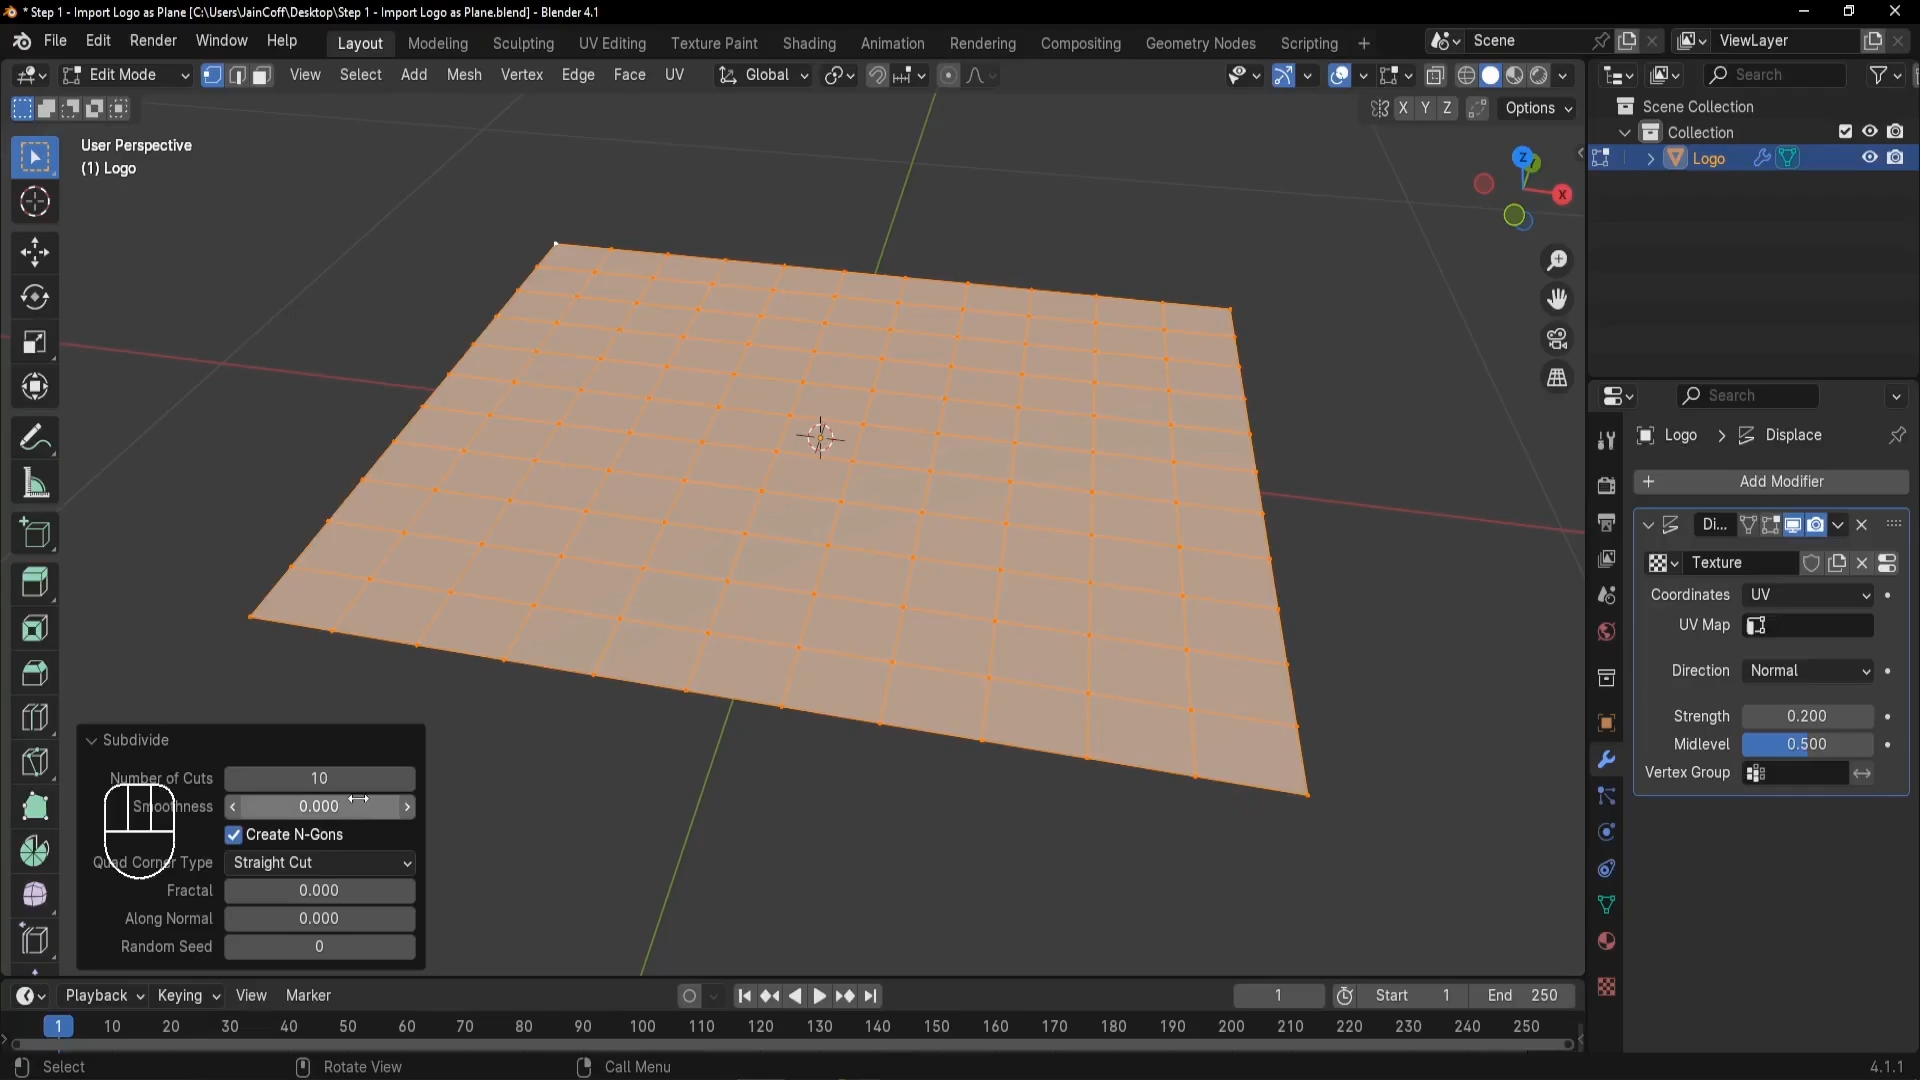 * Step 1 - Import Logo as Plane [C:\Users\JainCoff\Desktop\Step 1 - Import Logo as Plane.blend] - Blender 4.1
File Edit Render Window Help Layout Modeling Sculpting UV Editing Texture Paint Shading Animation Rendering Compositing Geometry Nodes Scripting + Scene ViewLayer
Edit Mode View Select Add Mesh Vertex Edge Face UV Global Search
X Y Z Options
Scene Collection
Collection
Logo
User Perspective
(1) Logo
Z
Y
X
Search
Logo > Displace
+ Add Modifier
Di...
Texture
Coordinates UV
UV Map
Direction Normal
Strength 0.200
Midlevel 0.500
Vertex Group
Subdivide
Number of Cuts 10
Smoothness 0.000
Create N-Gons
Quad Corner Type Straight Cut
Fractal 0.000
Along Normal 0.000
Random Seed 0
Playback Keying View Marker 1 Start 1 End 250
1 10 20 30 40 50 60 70 80 90 100 110 120 130 140 150 160 170 180 190 200 210 220 230 240 250
Select Rotate View Call Menu 4.1.1